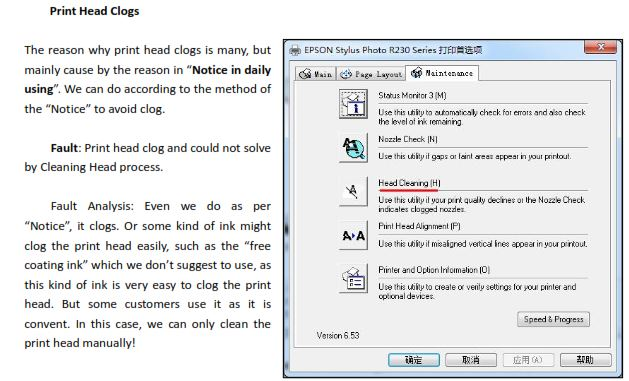 Print Head Clogs
The reason why print head clogs is many, but
mainly cause by the reason in “Notice in daily
using”. We can do according to the method of
the “Notice” to avoid clog.
Fault: Print head clog and could not solve
by Cleaning Head process.
Fault Analysis: Even we do as per
“Notice”, it clogs. Or some kind of ink might
clog the print head easily, such as the “free
coating ink” which we don’t suggest to use, as
this kind of ink is very easy to clog the print
head. But some customers use it as it is
convent. In this case, we can only clean the
print head manually!
EPSON Stylus Photo R230 Series 打印首选项
Main Page Layout Maintenance
Status Monitor 3 (M)
Use this utility to automatically check for errors and also check
the level of ink remaining.
Nozzle Check (N)
Use this utility if gaps or faint areas appear in your printout.
Head Cleaning (H)
Use this utility if your print quality declines or the Nozzle Check
indicates clogged nozzles.
Print Head Alignment (P)
Use this utility if misaligned vertical lines appear in your printout.
Printer and Option Information (O)
Use this utility to create or verify settings for your printer and
optional devices.
Speed & Progress
Version 6.53
确定 取消 应用(A) 帮助